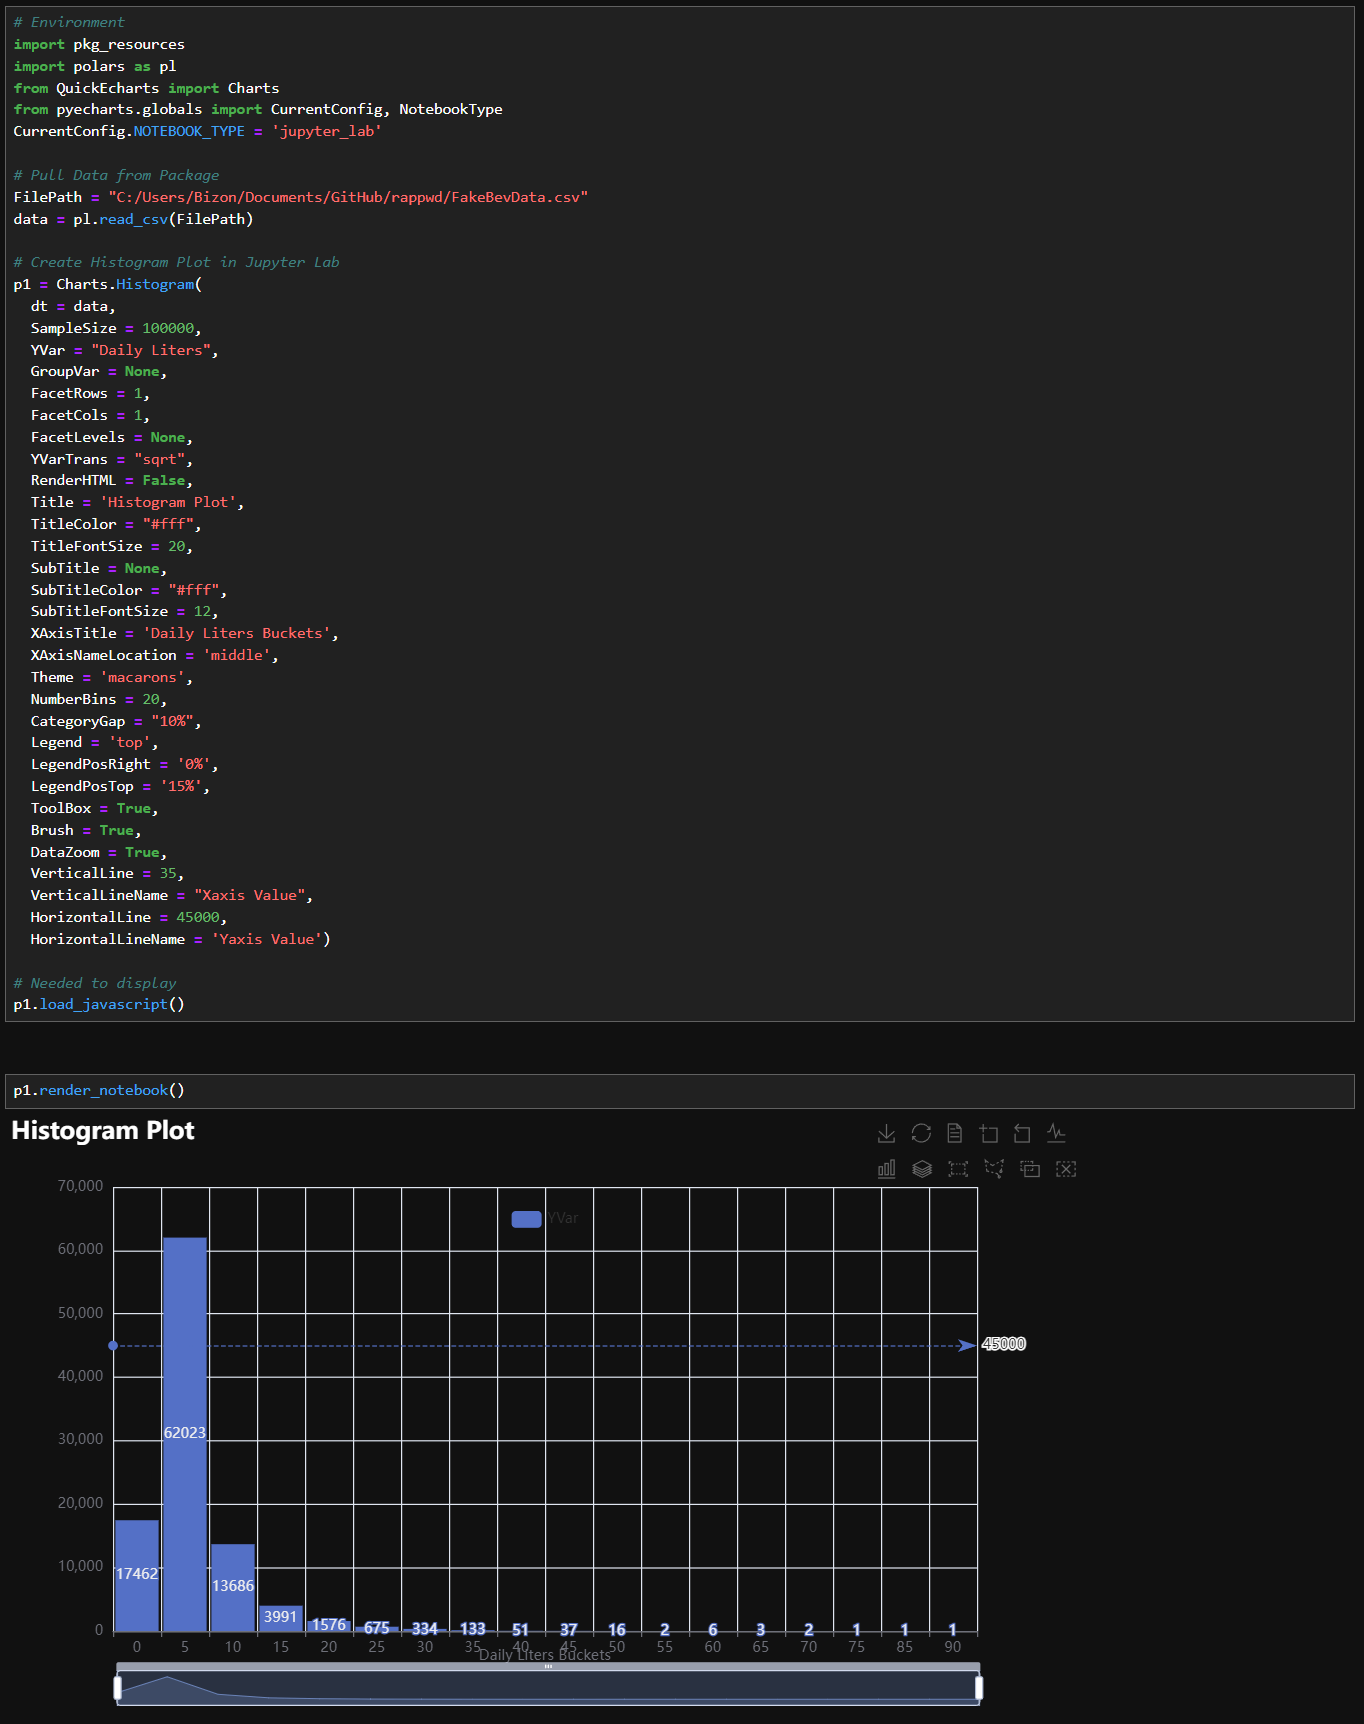 # Environment
import pkg_resources
import polars as pl
from QuickEcharts import Charts
from pyecharts.globals import CurrentConfig, NotebookType
CurrentConfig.NOTEBOOK_TYPE = 'jupyter_lab'
# Pull Data from Package
FilePath = "C:/Users/Bizon/Documents/GitHub/rappwd/FakeBevData.csv"
data = pl.read_csv(FilePath)
# Create Histogram Plot in Jupyter Lab
p1 = Charts.Histogram(
  dt = data,
  SampleSize = 100000,
  YVar = "Daily Liters",
  GroupVar = None,
  FacetRows = 1,
  FacetCols = 1,
  FacetLevels = None,
  YVarTrans = "sqrt",
  RenderHTML = False,
  Title = 'Histogram Plot',
  TitleColor = "#fff",
  TitleFontSize = 20,
  SubTitle = None,
  SubTitleColor = "#fff",
  SubTitleFontSize = 12,
  XAxisTitle = 'Daily Liters Buckets',
  XAxisNameLocation = 'middle',
  Theme = 'macarons',
  NumberBins = 20,
  CategoryGap = "10%",
  Legend = 'top',
  LegendPosRight = '0%',
  LegendPosTop = '15%',
  ToolBox = True,
  Brush = True,
  DataZoom = True,
  VerticalLine = 35,
  VerticalLineName = "Xaxis Value",
  HorizontalLine = 45000,
  HorizontalLineName = 'Yaxis Value')
# Needed to display
p1.load_javascript()
p1.render_notebook()
Histogram Plot
70,000
YVar
60,000
50,000
45000
40,000
62023
30,000
20,000
10,000
17462
13686
3991
1576 675 334 133 51 37 16 2 6 3 2 1 1 1
0
0 5 10 15 20 25 30 35 40 45 50 55 60 65 70 75 85 90
Daily Liters Buckets